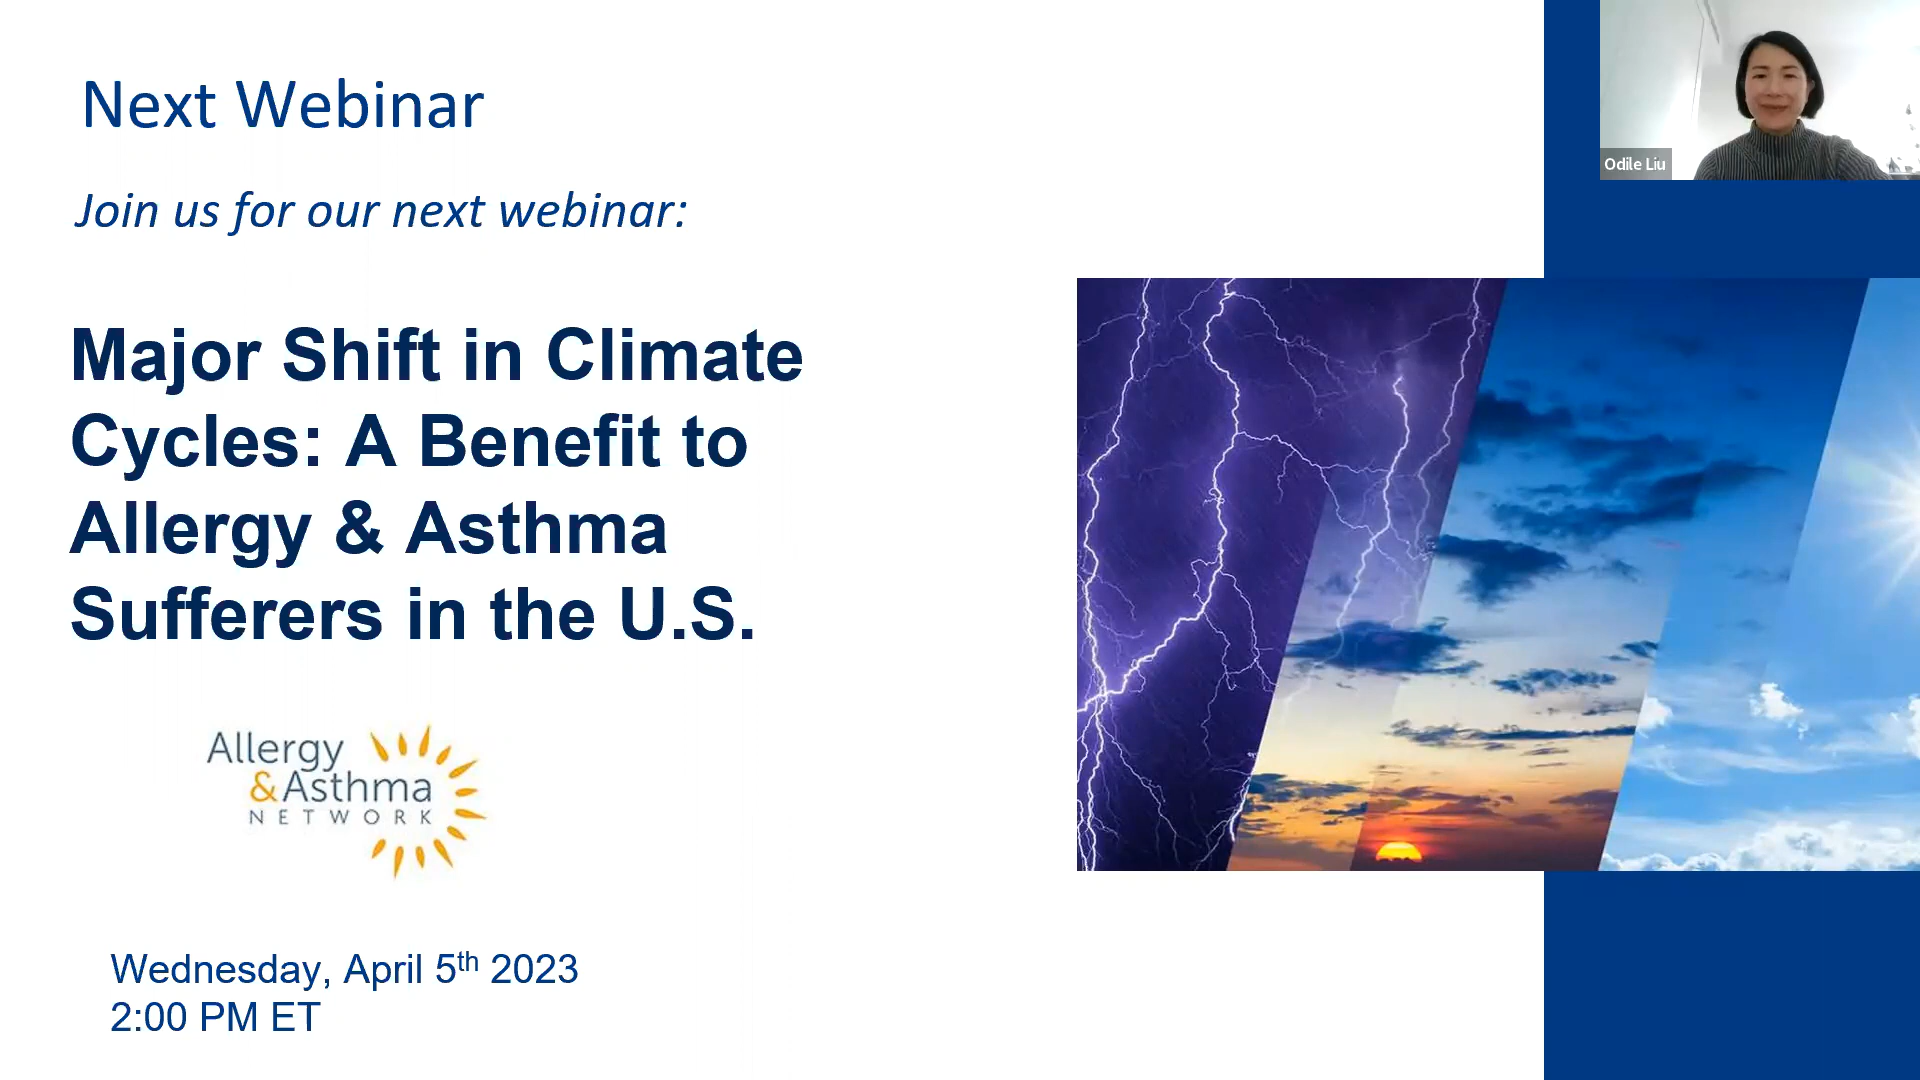 Next Webinar
Join us for our next webinar:
Major Shift in Climate
Cycles: A Benefit to
Allergy & Asthma
Sufferers in the U.S.
Allergy
&Asthma
NETWORK
Wednesday, April 5th 2023
2:00 PM ET
Odile Liu